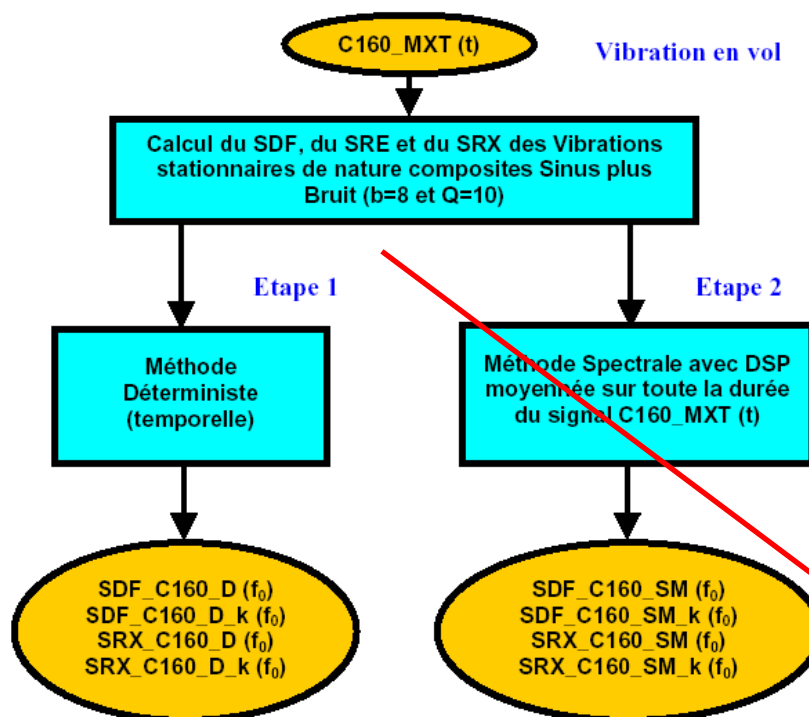 C160_MXT (t)
Vibration en vol
Calcul du SDF, du SRE et du SRX des Vibrations
stationnaires de nature composites Sinus plus
Bruit (b=8 et Q=10)
Etape 1
Etape 2
Méthode
Déterministe
(temporelle)
Méthode Spectrale avec DSP
moyennée sur toute la durée
du signal C160_MXT (t)
SDF_C160_D (f₀)
SDF_C160_D_k (f₀)
SRX_C160_D (f₀)
SRX_C160_D_k (f₀)
SDF_C160_SM (f₀)
SDF_C160_SM_k (f₀)
SRX_C160_SM (f₀)
SRX_C160_SM_k (f₀)